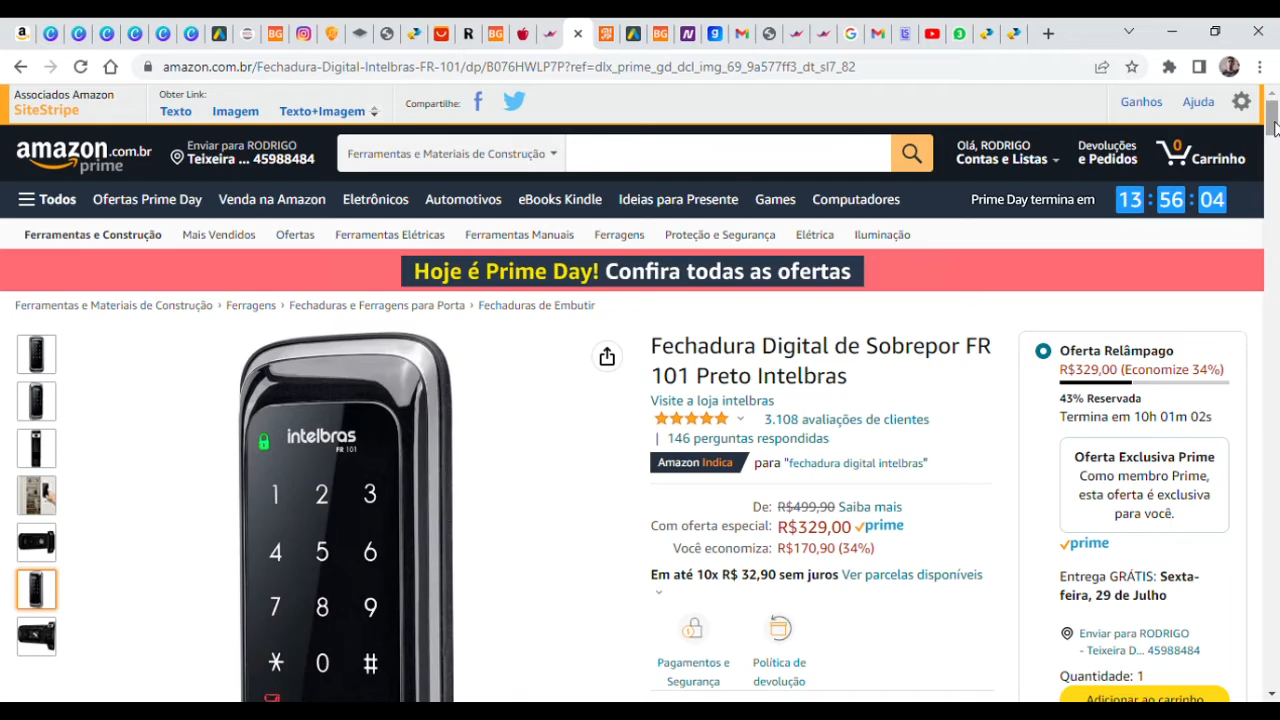 amazon.com.br/Fechadura-Digital-Intelbras-FR-101/dp/B076HWLP7P?ref=dlx_prime_gd_dcl_img_69_9a577ff3_dt_sl7_82
Associados Amazon
SiteStripe
Obter Link:
Texto
Imagem
Texto+Imagem
Compartilhe:
Ganhos
Ajuda
amazon.com.br
prime
Enviar para RODRIGO
Teixeira ... 45988484
Ferramentas e Materiais de Construção
Olá, RODRIGO
Contas e Listas
Devoluções
e Pedidos
0
Carrinho
Todos
Ofertas Prime Day
Venda na Amazon
Eletrônicos
Automotivos
eBooks Kindle
Ideias para Presente
Games
Computadores
Prime Day termina em
13 : 56 : 04
Ferramentas e Construção
Mais Vendidos
Ofertas
Ferramentas Elétricas
Ferramentas Manuais
Ferragens
Proteção e Segurança
Elétrica
Iluminação
Hoje é Prime Day! Confira todas as ofertas
Ferramentas e Materiais de Construção › Ferragens › Fechaduras e Ferragens para Porta › Fechaduras de Embutir
intelbras
FR 101
1 2 3
4 5 6
7 8 9
* 0 #
Fechadura Digital de Sobrepor FR
101 Preto Intelbras
Visite a loja intelbras
3.108 avaliações de clientes
| 146 perguntas respondidas
Amazon Indica para "fechadura digital intelbras"
De: R$499,90 Saiba mais
Com oferta especial: R$329,00 prime
Você economiza: R$170,90 (34%)
Em até 10x R$ 32,90 sem juros Ver parcelas disponíveis
Pagamentos e
Segurança
Política de
devolução
Oferta Relâmpago
R$329,00 (Economize 34%)
43% Reservada
Termina em 10h 01m 02s
Oferta Exclusiva Prime
Como membro Prime,
esta oferta é exclusiva
para você.
prime
Entrega GRÁTIS: Sexta-
feira, 29 de Julho
Enviar para RODRIGO
- Teixeira D... 45988484
Quantidade: 1
Adicionar ao carrinho